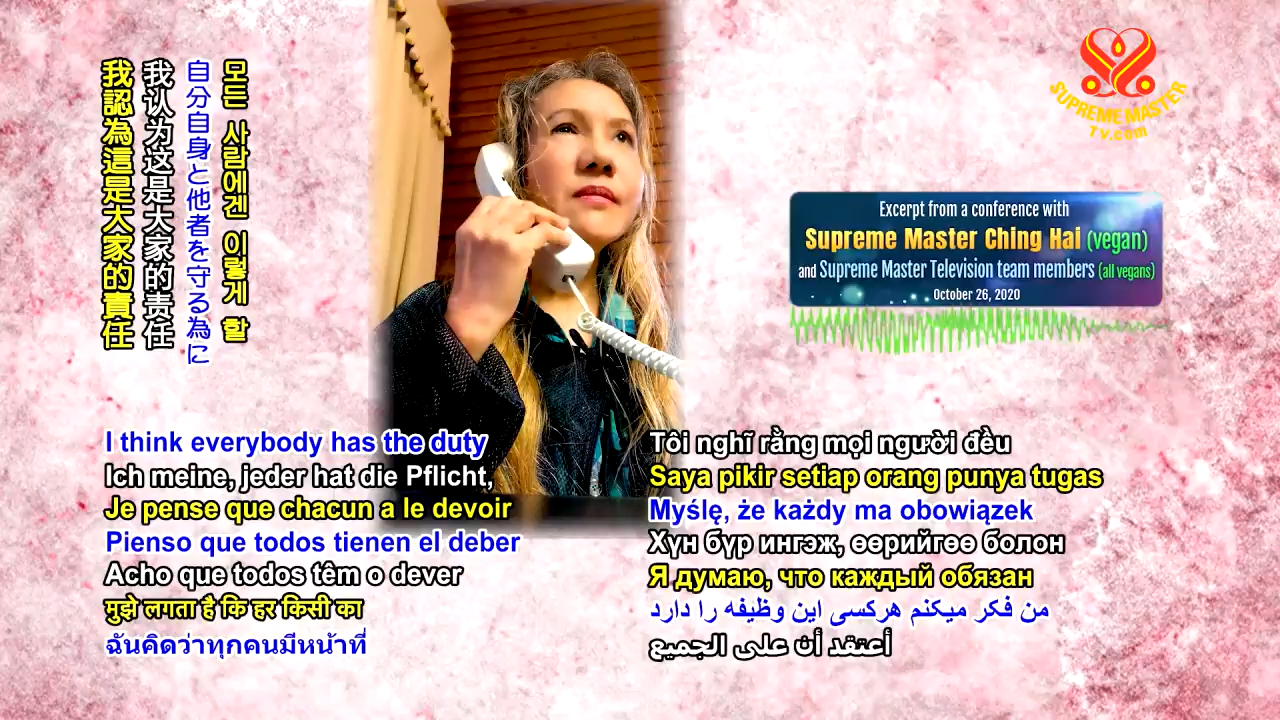 我認為這是大家的責任
我认为这是大家的责任
自分自身と他者を守る為に
모든 사람에겐 이렇게 할
SUPREME MASTER
TV.com
Excerpt from a conference with
Supreme Master Ching Hai (vegan)
and Supreme Master Television team members (all vegans)
October 26, 2020
I think everybody has the duty
Ich meine, jeder hat die Pflicht,
Je pense que chacun a le devoir
Pienso que todos tienen el deber
Acho que todos têm o dever
मुझे लगता है कि हर किसी का
ฉันคิดว่าทุกคนมีหน้าที่
Tôi nghĩ rằng mọi người đều
Saya pikir setiap orang punya tugas
Myślę, że każdy ma obowiązek
Хүн бүр ингэж, өөрийгөө болон
Я думаю, что каждый обязан
من فکر میکنم هرکسی این وظیفه را دارد
أعتقد أن على الجميع